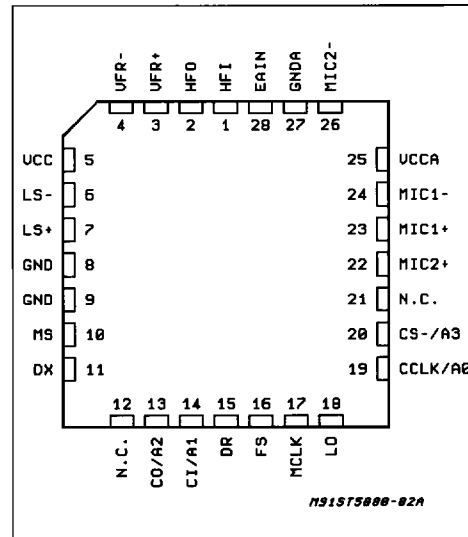 VFR- VFR+ HFO HFI EAIN GNDA MIC2-
4 3 2 1 28 27 26
VCC 5 25 VCCA
LS- 6 24 MIC1-
LS+ 7 23 MIC1+
GND 8 22 MIC2+
GND 9 21 N.C.
MS 10 20 CS-/A3
DX 11 19 CCLK/A0
12 13 14 15 16 17 18
N.C. CO/A2 CI/A1 DR FS MCLK LO
M91ST5080-02A